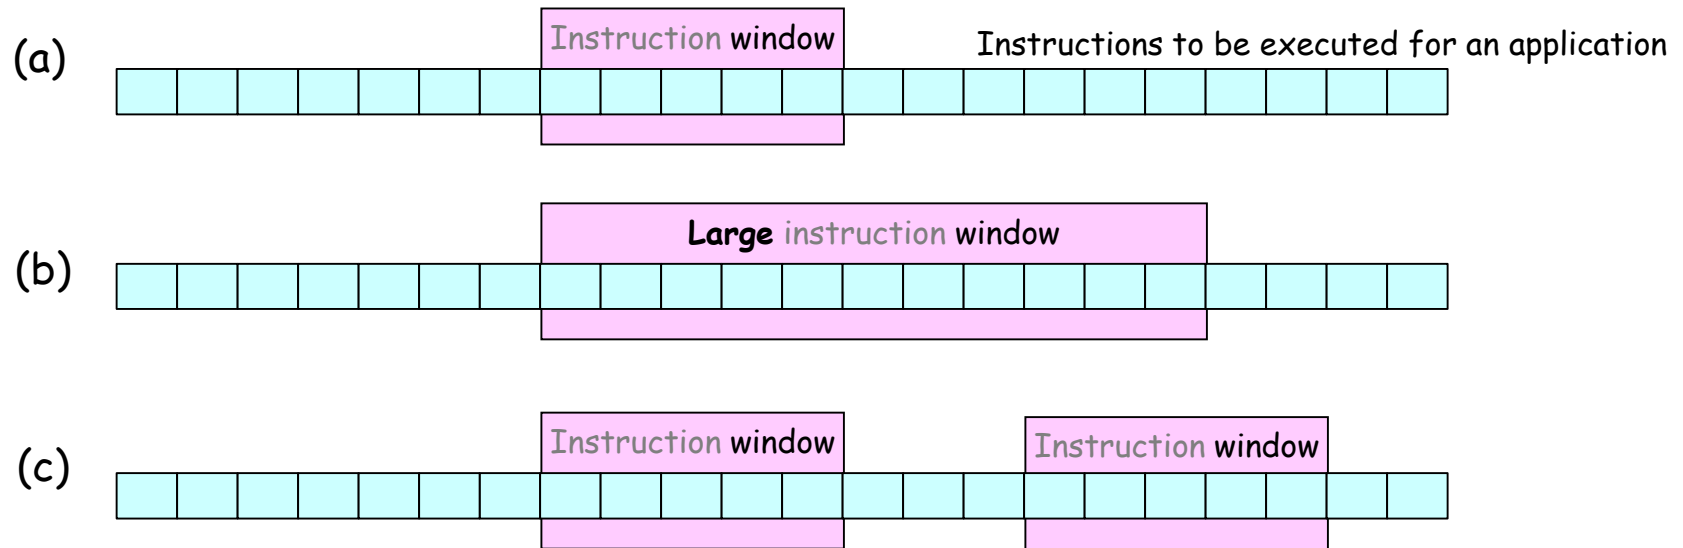 (a)
Instruction window
Instructions to be executed for an application
(b)
Large instruction window
(c)
Instruction window
Instruction window